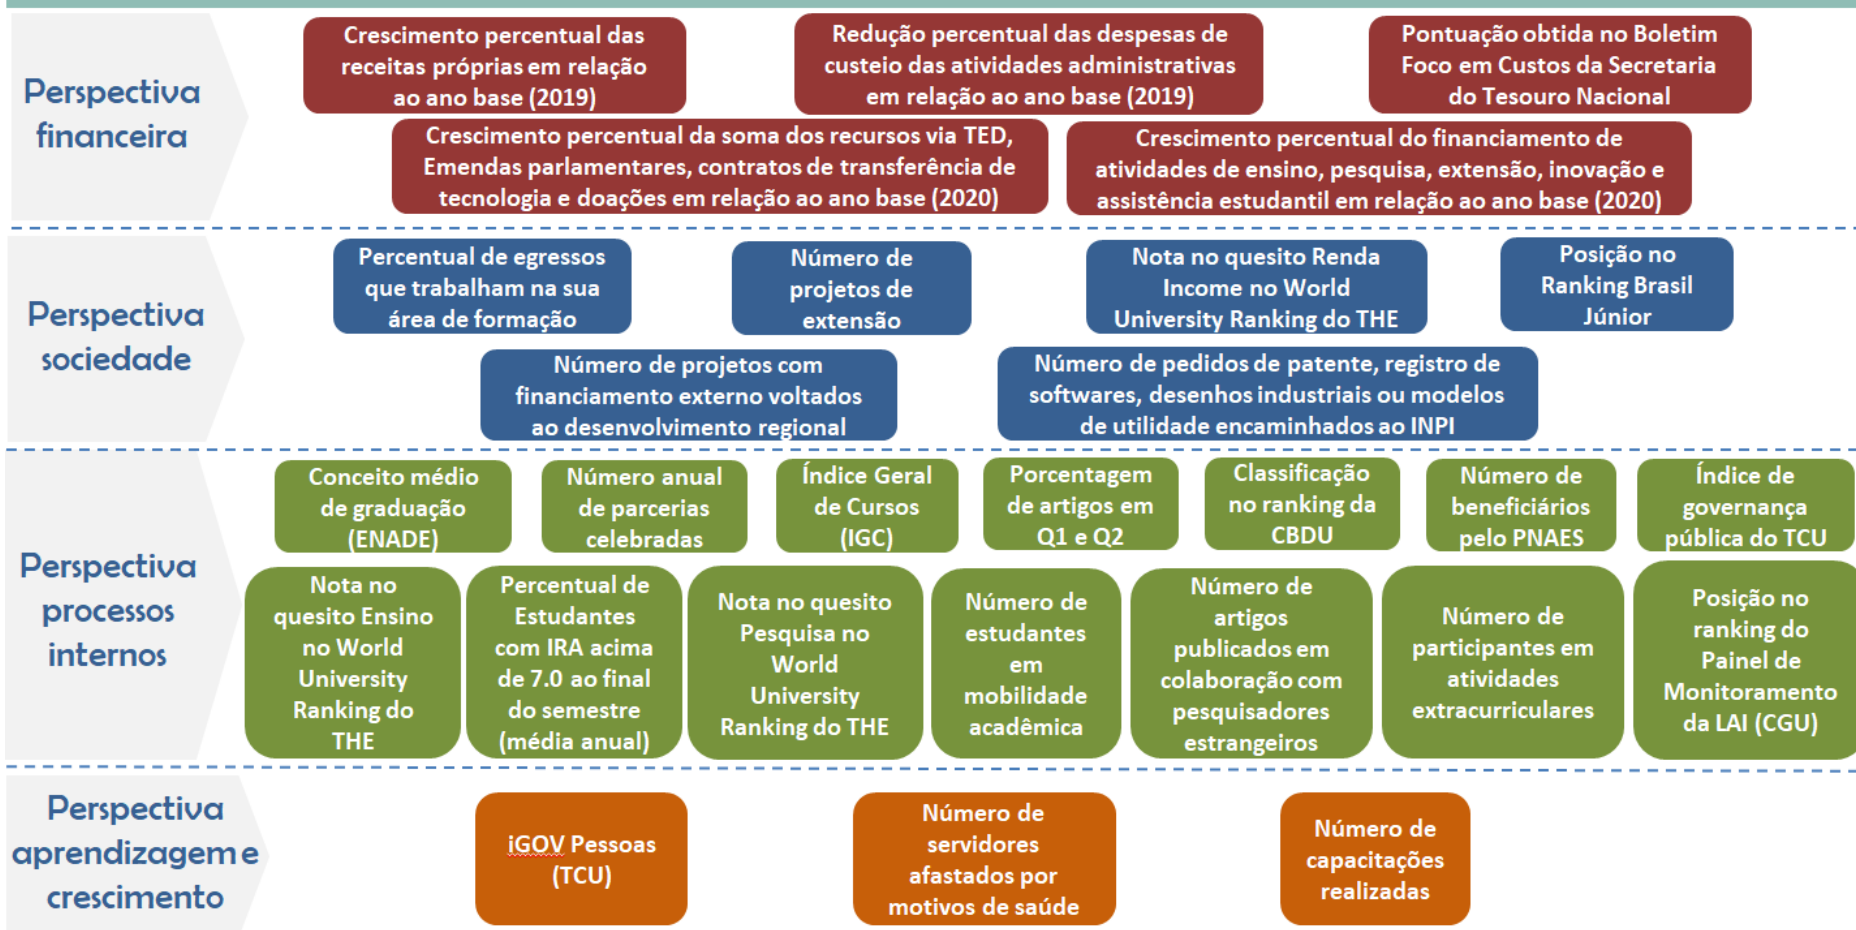 Perspectiva
financeira
Crescimento percentual das
receitas próprias em relação
ao ano base (2019)
Redução percentual das despesas de
custeio das atividades administrativas
em relação ao ano base (2019)
Pontuação obtida no Boletim
Foco em Custos da Secretaria
do Tesouro Nacional
Crescimento percentual da soma dos recursos via TED,
Emendas parlamentares, contratos de transferência de
tecnologia e doações em relação ao ano base (2020)
Crescimento percentual do financiamento de
atividades de ensino, pesquisa, extensão, inovação e
assistência estudantil em relação ao ano base (2020)
Perspectiva
sociedade
Percentual de egressos
que trabalham na sua
área de formação
Número de
projetos de
extensão
Nota no quesito Renda
Income no World
University Ranking do THE
Posição no
Ranking Brasil
Júnior
Número de projetos com
financiamento externo voltados
ao desenvolvimento regional
Número de pedidos de patente, registro de
softwares, desenhos industriais ou modelos
de utilidade encaminhados ao INPI
Perspectiva
processos
internos
Conceito médio
de graduação
(ENADE)
Número anual
de parcerias
celebradas
Índice Geral
de Cursos
(IGC)
Porcentagem
de artigos em
Q1 e Q2
Classificação
no ranking da
CBDU
Número de
beneficiários
pelo PNAES
Índice de
governança
pública do TCU
Nota no
quesito Ensino
no World
University
Ranking do
THE
Percentual de
Estudantes
com IRA acima
de 7.0 ao final
do semestre
(média anual)
Nota no quesito
Pesquisa no
World
University
Ranking do THE
Número de
estudantes
em
mobilidade
acadêmica
Número de
artigos
publicados em
colaboração com
pesquisadores
estrangeiros
Número de
participantes em
atividades
extracurriculares
Posição no
ranking do
Painel de
Monitoramento
da LAI (CGU)
Perspectiva
aprendizagem e
crescimento
iGOV Pessoas
(TCU)
Número de
servidores
afastados por
motivos de saúde
Número de
capacitações
realizadas